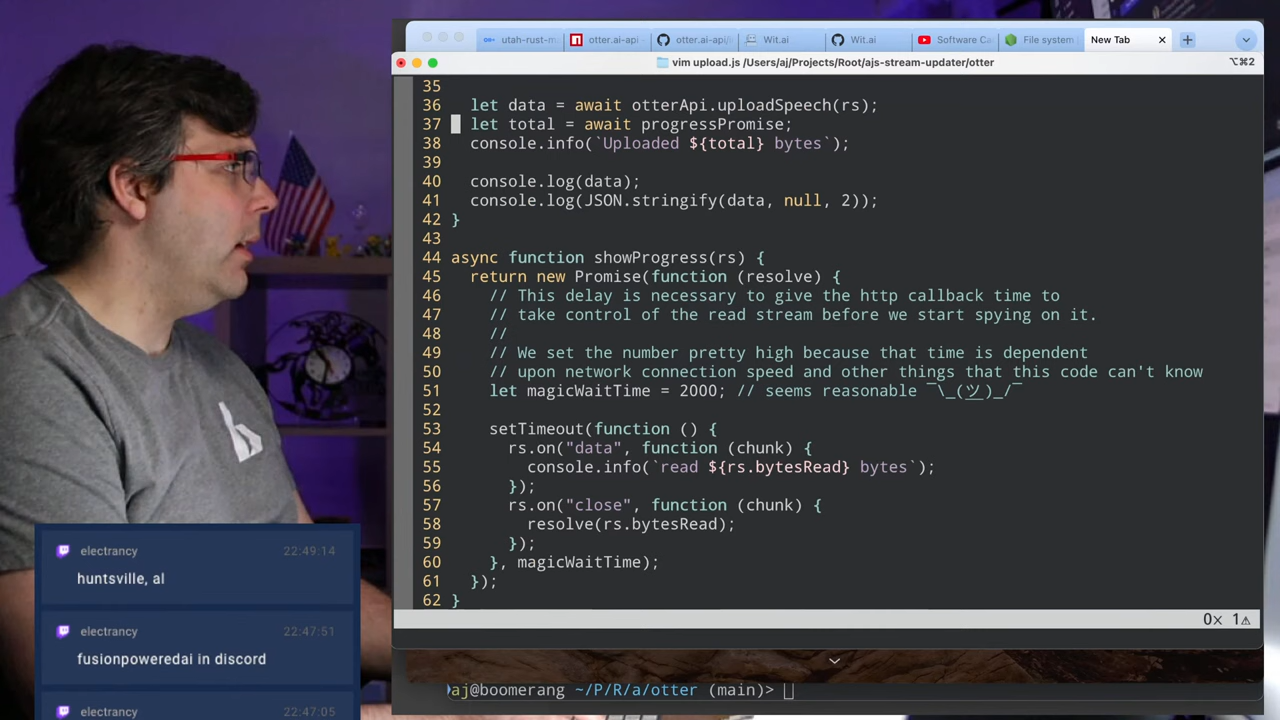 utah-rust-m
otter.ai-api
otter.ai-api/
Wit.ai
Wit.ai
Software Ca
File system
New Tab
vim upload.js /Users/aj/Projects/Root/ajs-stream-updater/otter
⌥⌘2
35
36 let data = await otterApi.uploadSpeech(rs);
37 let total = await progressPromise;
38 console.info(`Uploaded ${total} bytes`);
39
40 console.log(data);
41 console.log(JSON.stringify(data, null, 2));
42 }
43
44 async function showProgress(rs) {
45 return new Promise(function (resolve) {
46 // This delay is necessary to give the http callback time to
47 // take control of the read stream before we start spying on it.
48 //
49 // We set the number pretty high because that time is dependent
50 // upon network connection speed and other things that this code can't know
51 let magicWaitTime = 2000; // seems reasonable ¯\_(ツ)_/¯
52
53 setTimeout(function () {
54 rs.on("data", function (chunk) {
55 console.info(`read ${rs.bytesRead} bytes`);
56 });
57 rs.on("close", function (chunk) {
58 resolve(rs.bytesRead);
59 });
60 }, magicWaitTime);
61 });
62 }
0× 1⚠
aj@boomerang ~/P/R/a/otter (main)>
electrancy 22:49:14
huntsville, al
electrancy 22:47:51
fusionpoweredai in discord
electrancy 22:47:05